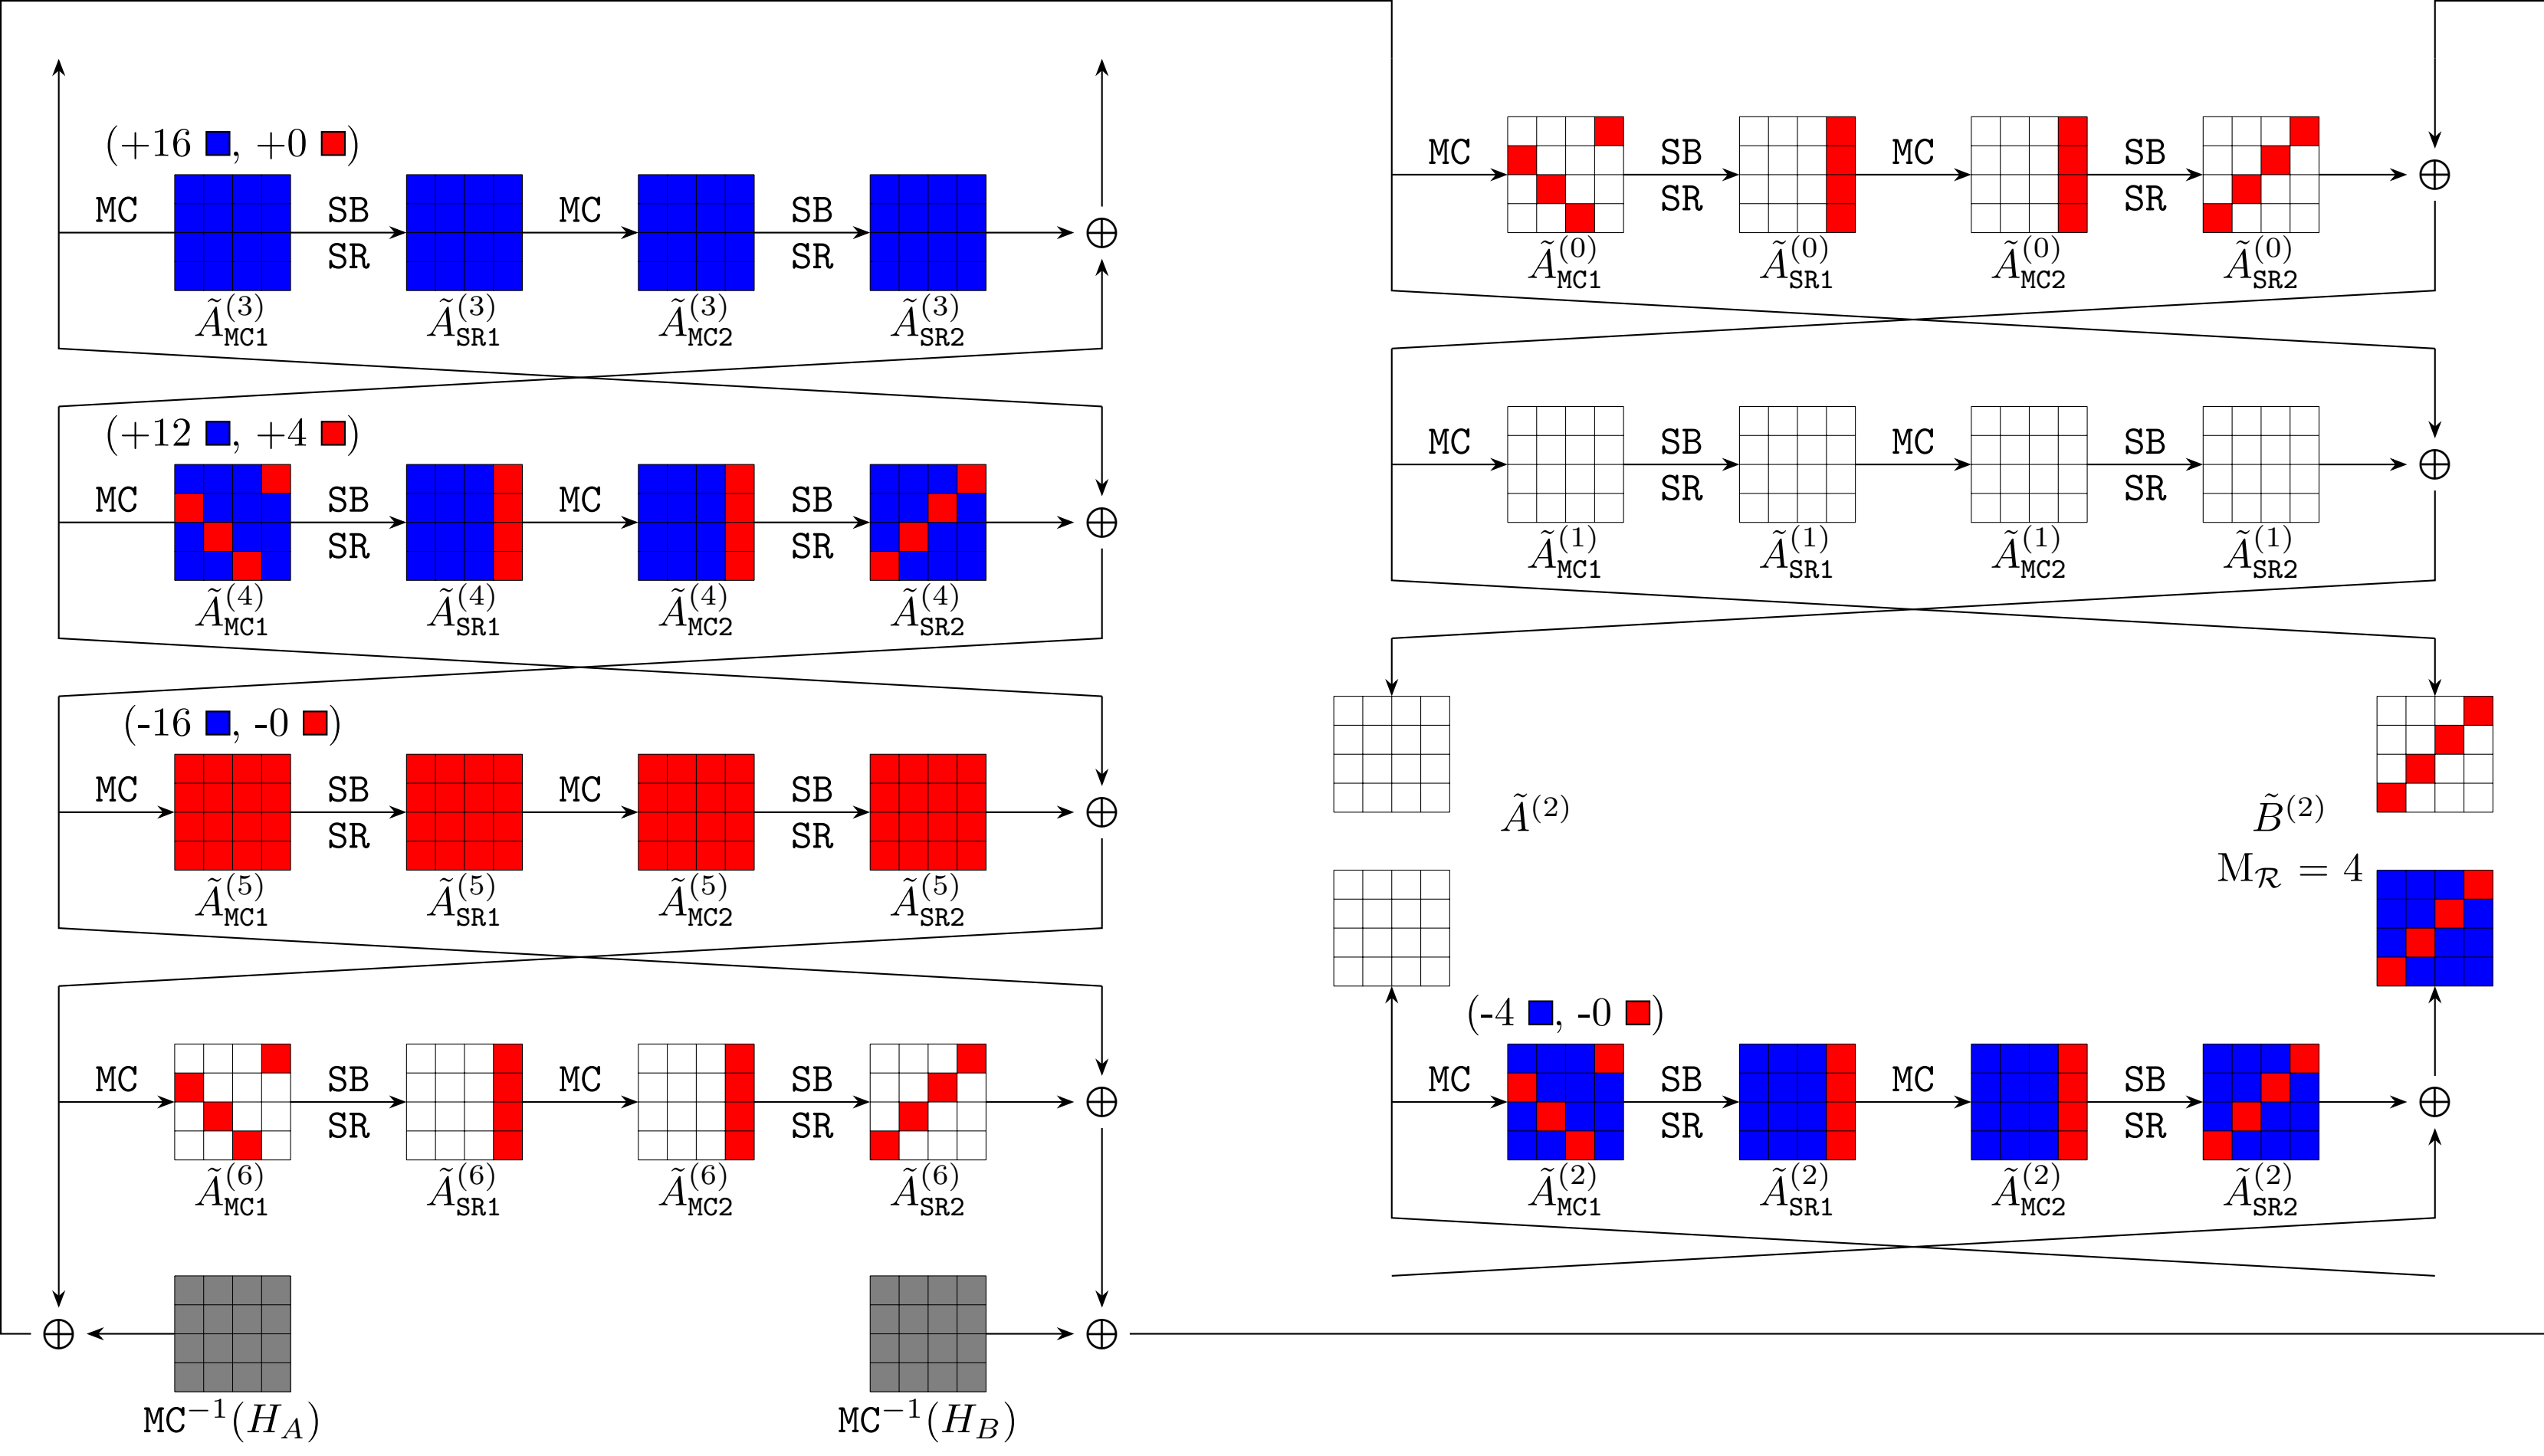 (+16 , +0 )
MC SB SR MC SB SR
Ã^{(3)}_{MC1} Ã^{(3)}_{SR1} Ã^{(3)}_{MC2} Ã^{(3)}_{SR2}
(+12 , +4 )
MC SB SR MC SB SR
Ã^{(4)}_{MC1} Ã^{(4)}_{SR1} Ã^{(4)}_{MC2} Ã^{(4)}_{SR2}
(-16 , -0 )
MC SB SR MC SB SR
Ã^{(5)}_{MC1} Ã^{(5)}_{SR1} Ã^{(5)}_{MC2} Ã^{(5)}_{SR2}
MC SB SR MC SB SR
Ã^{(6)}_{MC1} Ã^{(6)}_{SR1} Ã^{(6)}_{MC2} Ã^{(6)}_{SR2}
MC^{-1}(H_A) MC^{-1}(H_B)
MC SB SR MC SB SR
Ã^{(0)}_{MC1} Ã^{(0)}_{SR1} Ã^{(0)}_{MC2} Ã^{(0)}_{SR2}
MC SB SR MC SB SR
Ã^{(1)}_{MC1} Ã^{(1)}_{SR1} Ã^{(1)}_{MC2} Ã^{(1)}_{SR2}
Ã^{(2)} B̃^{(2)}
M_ℛ = 4
(-4 , -0 )
MC SB SR MC SB SR
Ã^{(2)}_{MC1} Ã^{(2)}_{SR1} Ã^{(2)}_{MC2} Ã^{(2)}_{SR2}